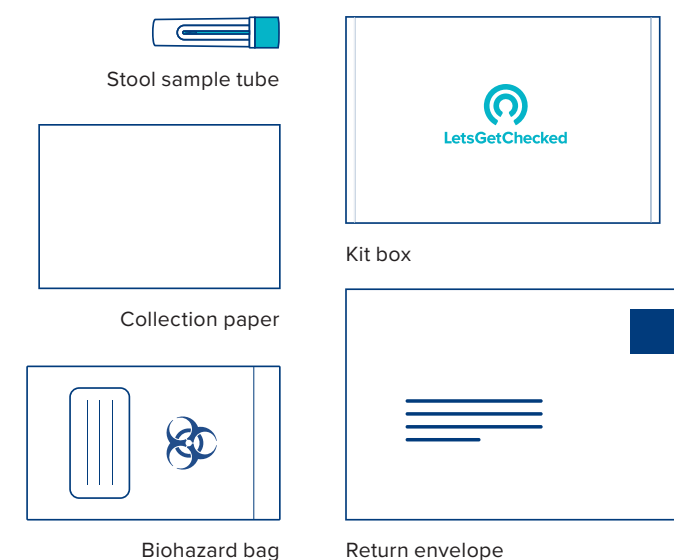 Stool sample tube
LetsGetChecked
Kit box
Collection paper
Biohazard bag
Return envelope